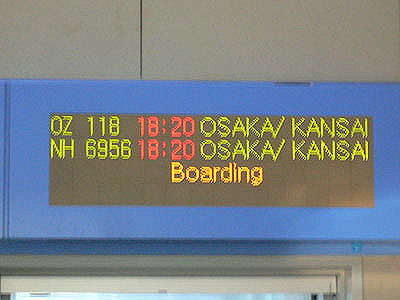 OZ 118 18:20 OSAKA/ KANSAI
NH 6956 18:20 OSAKA/ KANSAI
Boarding